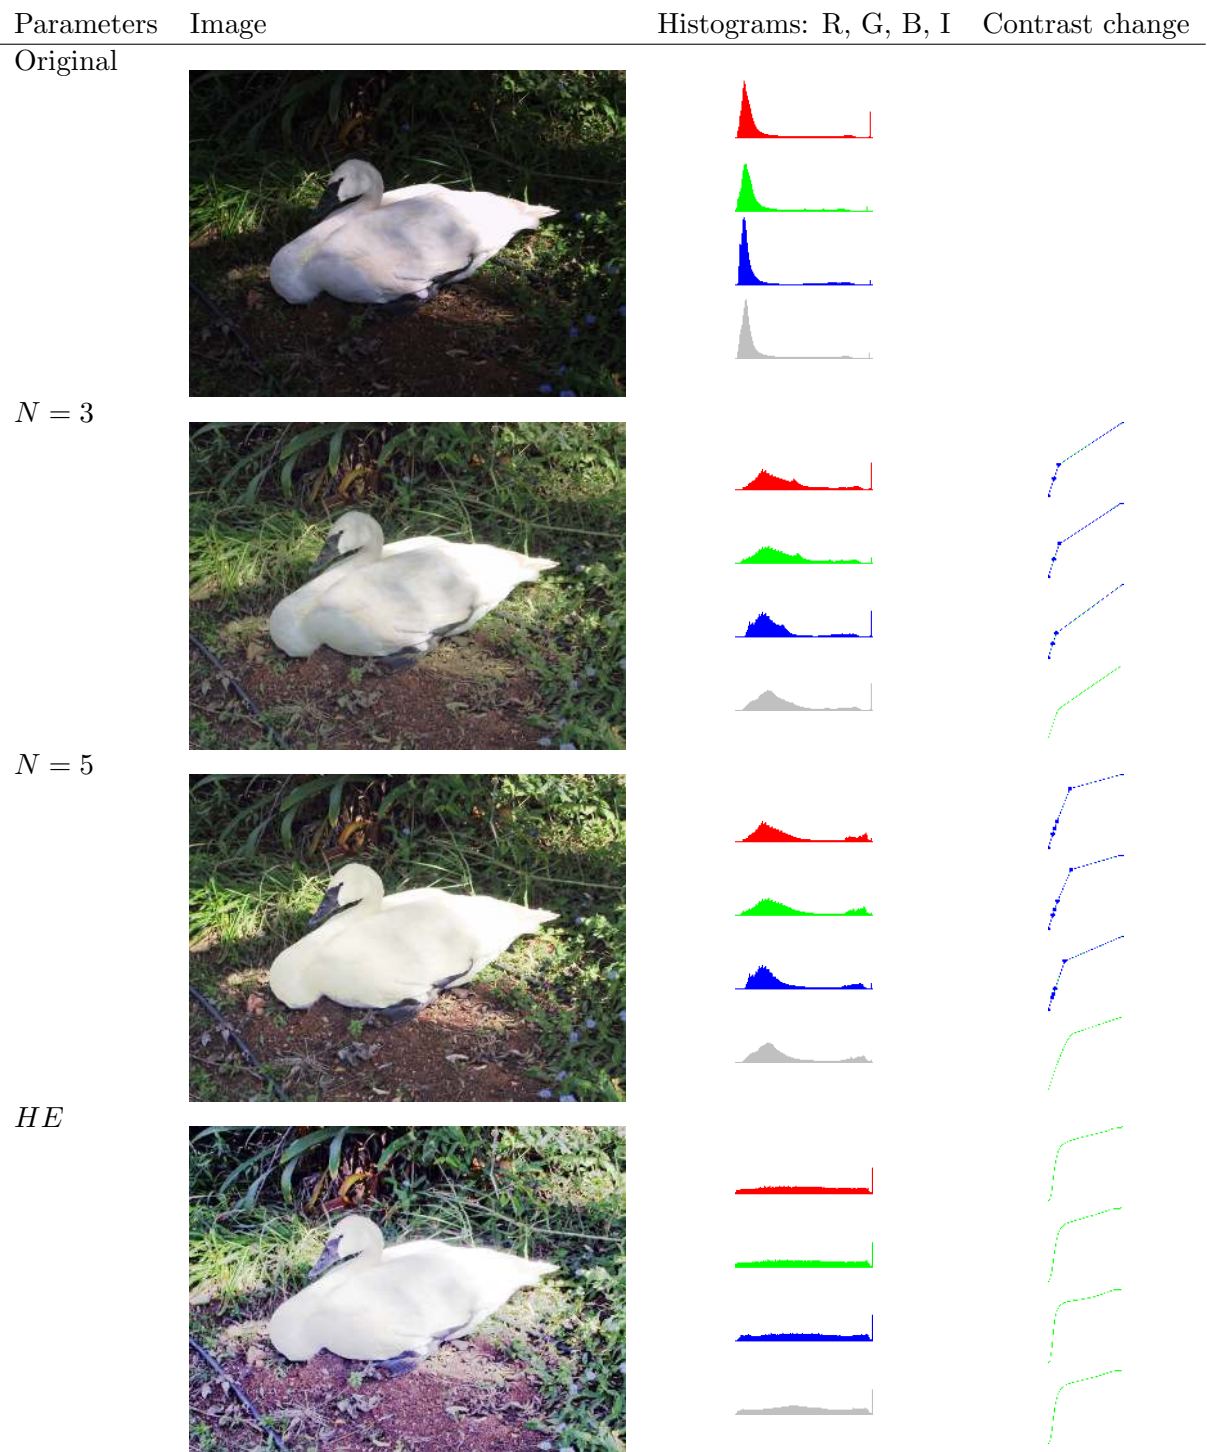 Parameters Image Histograms: R, G, B, I Contrast change
Original
N = 3
N = 5
HE